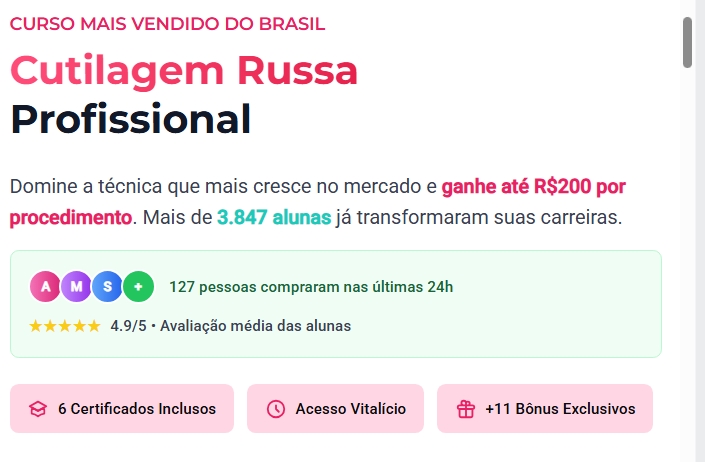 CURSO MAIS VENDIDO DO BRASIL
Cutilagem Russa
Profissional
Domine a técnica que mais cresce no mercado e ganhe até R$200 por
procedimento. Mais de 3.847 alunas já transformaram suas carreiras.
A M S + 127 pessoas compraram nas últimas 24h
★★★★★ 4.9/5 • Avaliação média das alunas
6 Certificados Inclusos Acesso Vitalício +11 Bônus Exclusivos